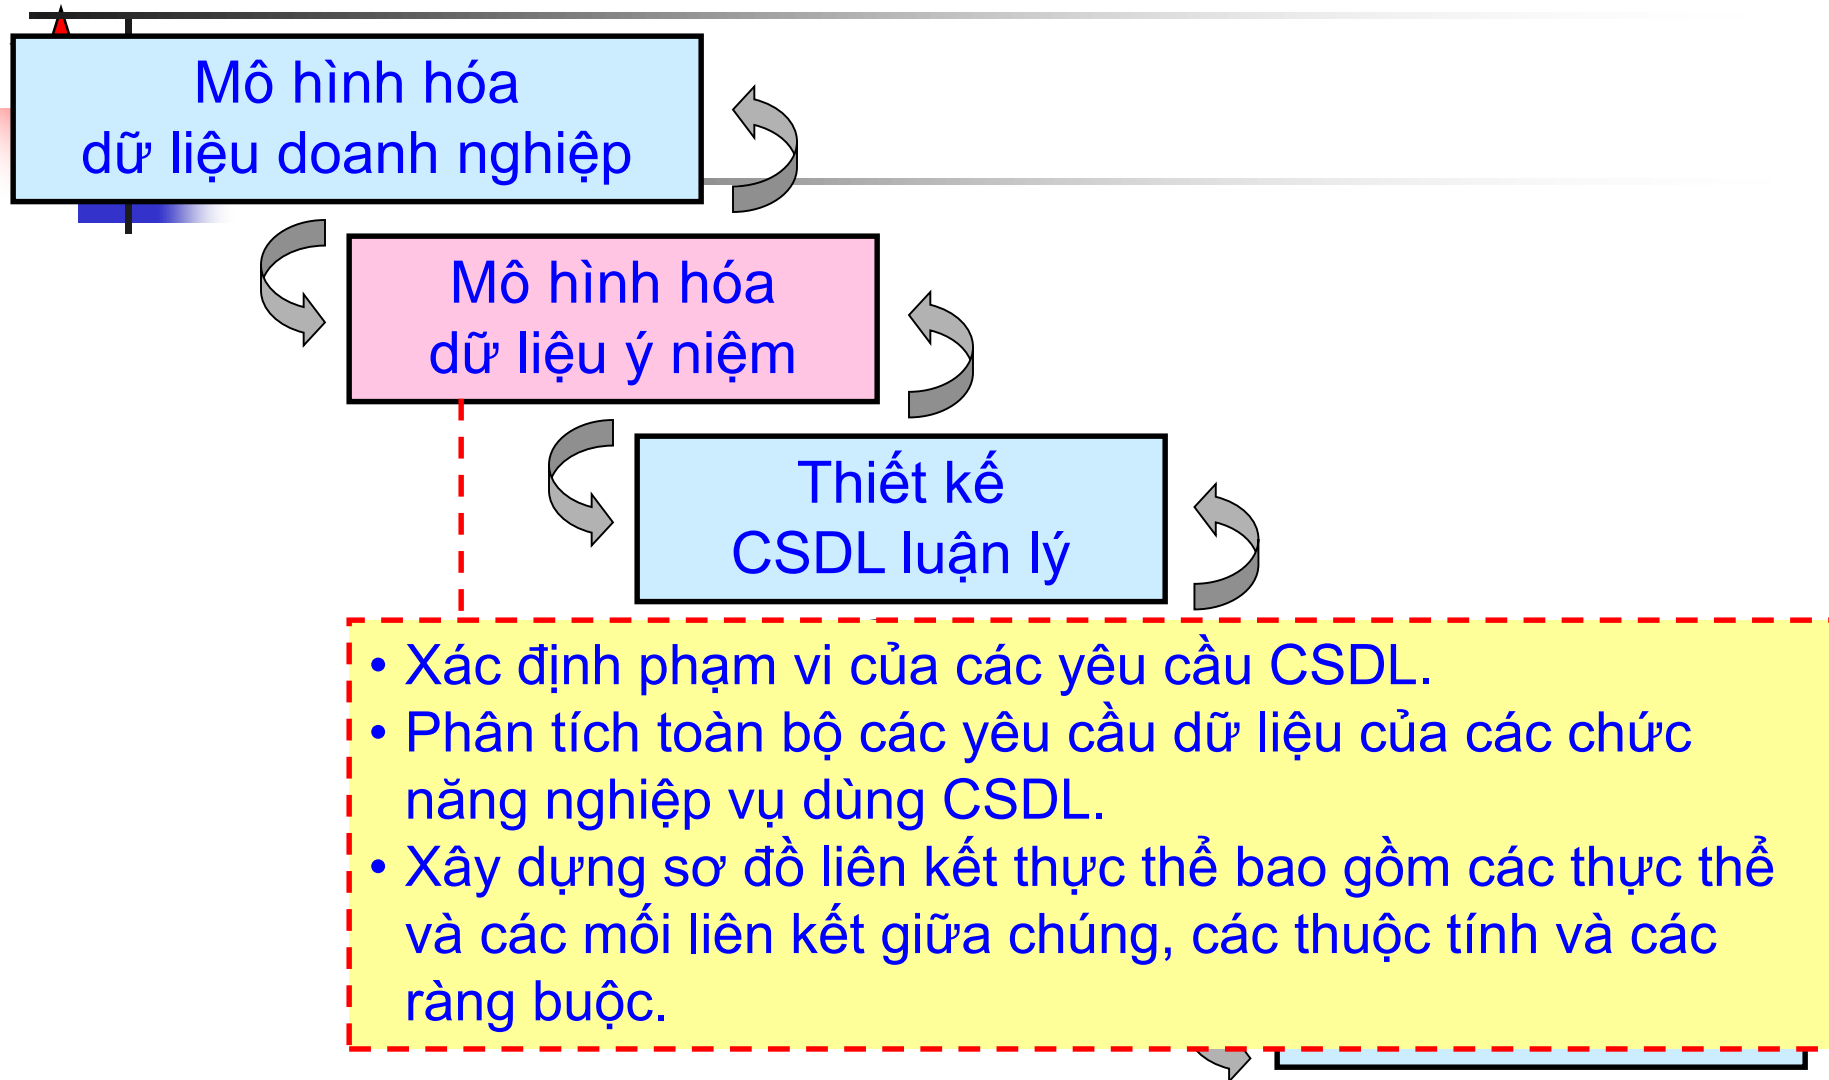 Mô hình hóa
dữ liệu doanh nghiệp
Mô hình hóa
dữ liệu ý niệm
Thiết kế
CSDL luận lý
• Xác định phạm vi của các yêu cầu CSDL.
• Phân tích toàn bộ các yêu cầu dữ liệu của các chức
năng nghiệp vụ dùng CSDL.
• Xây dựng sơ đồ liên kết thực thể bao gồm các thực thể
và các mối liên kết giữa chúng, các thuộc tính và các
ràng buộc.